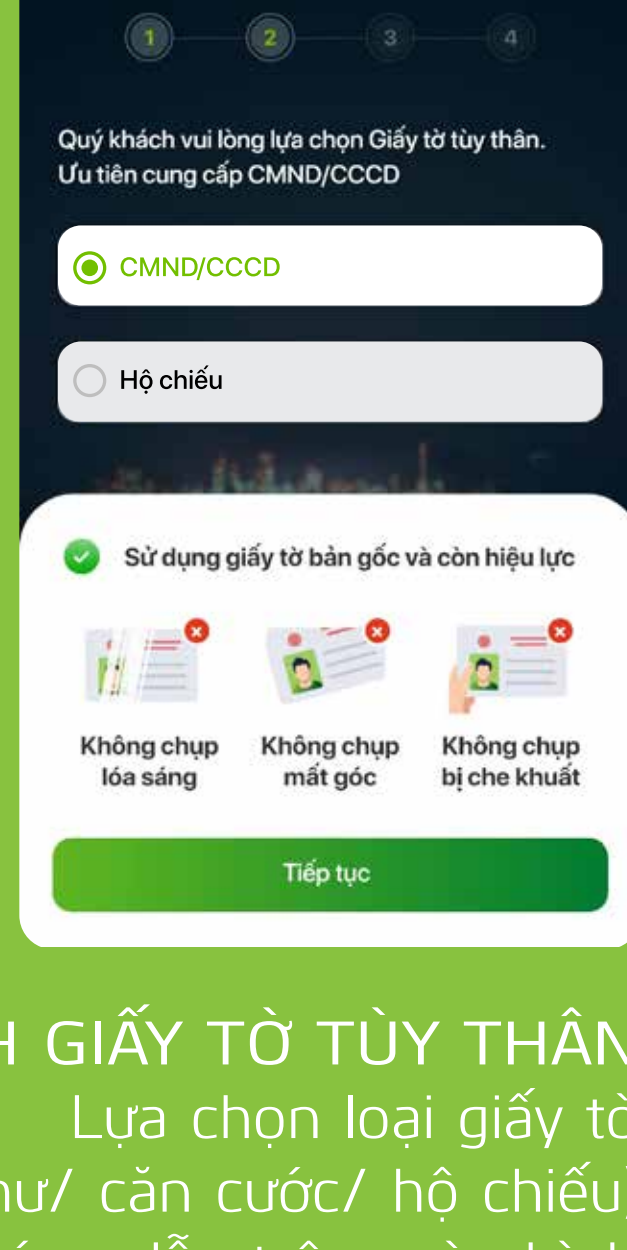 1 2 3 4
Quý khách vui lòng lựa chọn Giấy tờ tùy thân.
Ưu tiên cung cấp CMND/CCCD
CMND/CCCD
Hộ chiếu
Sử dụng giấy tờ bản gốc và còn hiệu lực
Không chụp
lóa sáng
Không chụp
mất góc
Không chụp
bị che khuất
Tiếp tục
H GIẤY TỜ TÙY THÂN
Lựa chọn loại giấy tờ
như/ căn cước/ hộ chiếu)